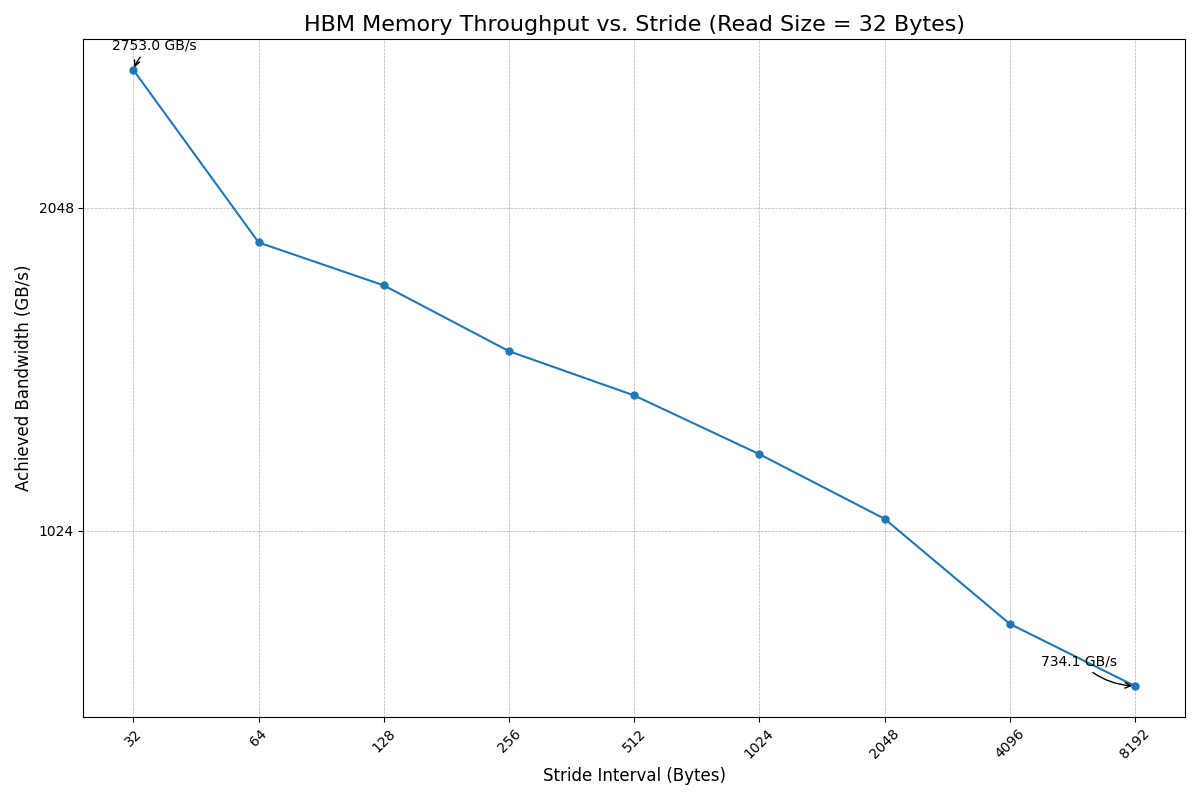 HBM Memory Throughput vs. Stride (Read Size = 32 Bytes)
2753.0 GB/s
2048
Achieved Bandwidth (GB/s)
1024
734.1 GB/s
32
64
128
256
512
1024
2048
4096
8192
Stride Interval (Bytes)